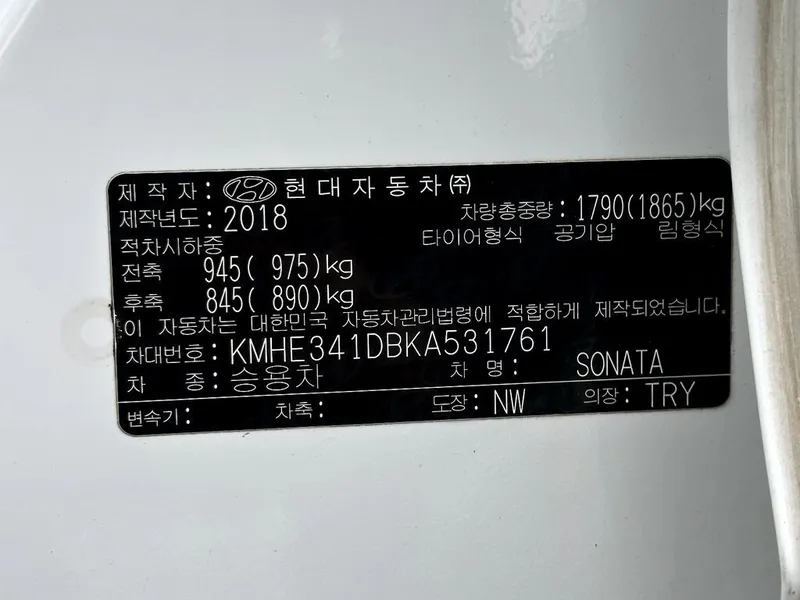 제 작 자 : 현대자동차㈜
제작년도 : 2018 차량총중량 : 1790(1865)kg
적차시하중 타이어형식 공기압 림형식
전축 945( 975)kg
후축 845( 890)kg
이 자동차는 대한민국 자동차관리법령에 적합하게 제작되었습니다.
차대번호 : KMHE341DBKA531761
차 종 : 승용차 차 명 : SONATA
변속기 : 차축 : 도장 : NW 의장 : TRY